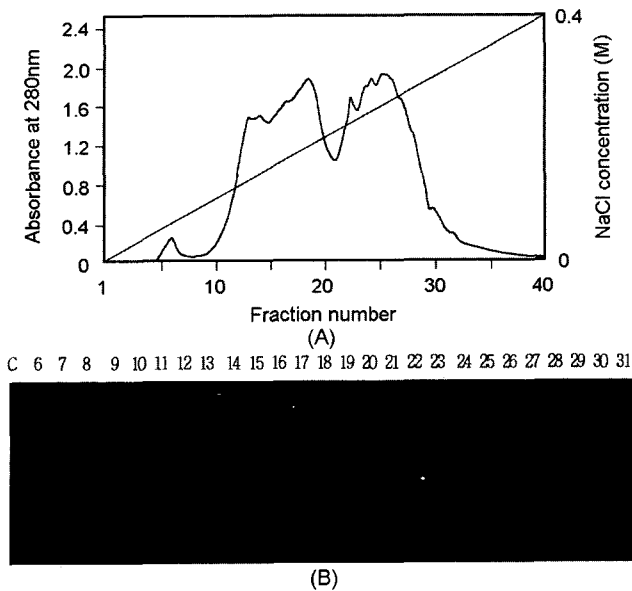 2.4
2.0
1.6
1.2
0.8
0.4
0
Absorbance at 280nm
0.4
0
NaCl concentration (M)
1 10 20 30 40
Fraction number
(A)
C 6 7 8 9 10 11 12 13 14 15 16 17 18 19 20 21 22 23 24 25 26 27 28 29 30 31
(B)